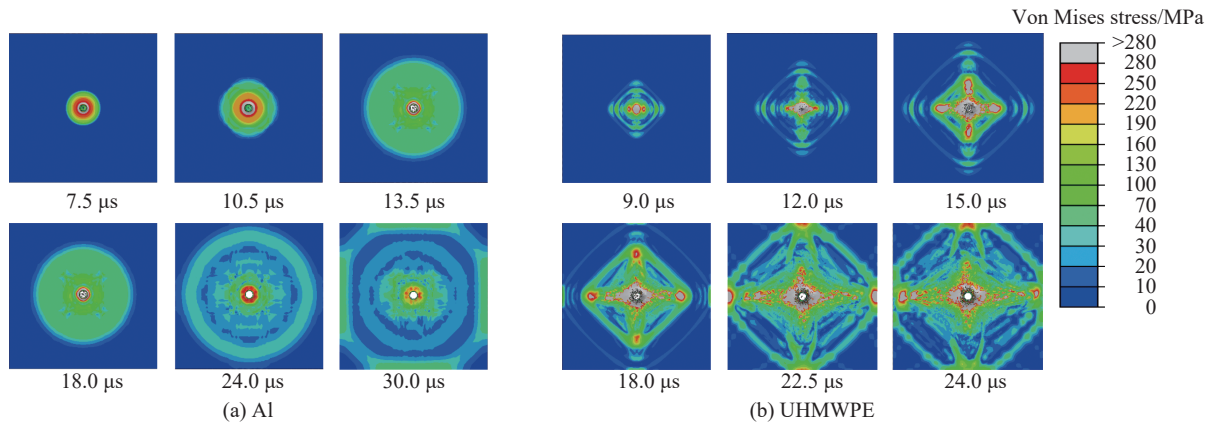 Von Mises stress/MPa
>280
280
250
220
190
160
130
100
70
40
30
20
10
0
7.5 μs
10.5 μs
13.5 μs
9.0 μs
12.0 μs
15.0 μs
18.0 μs
24.0 μs
30.0 μs
18.0 μs
22.5 μs
24.0 μs
(a) Al
(b) UHMWPE